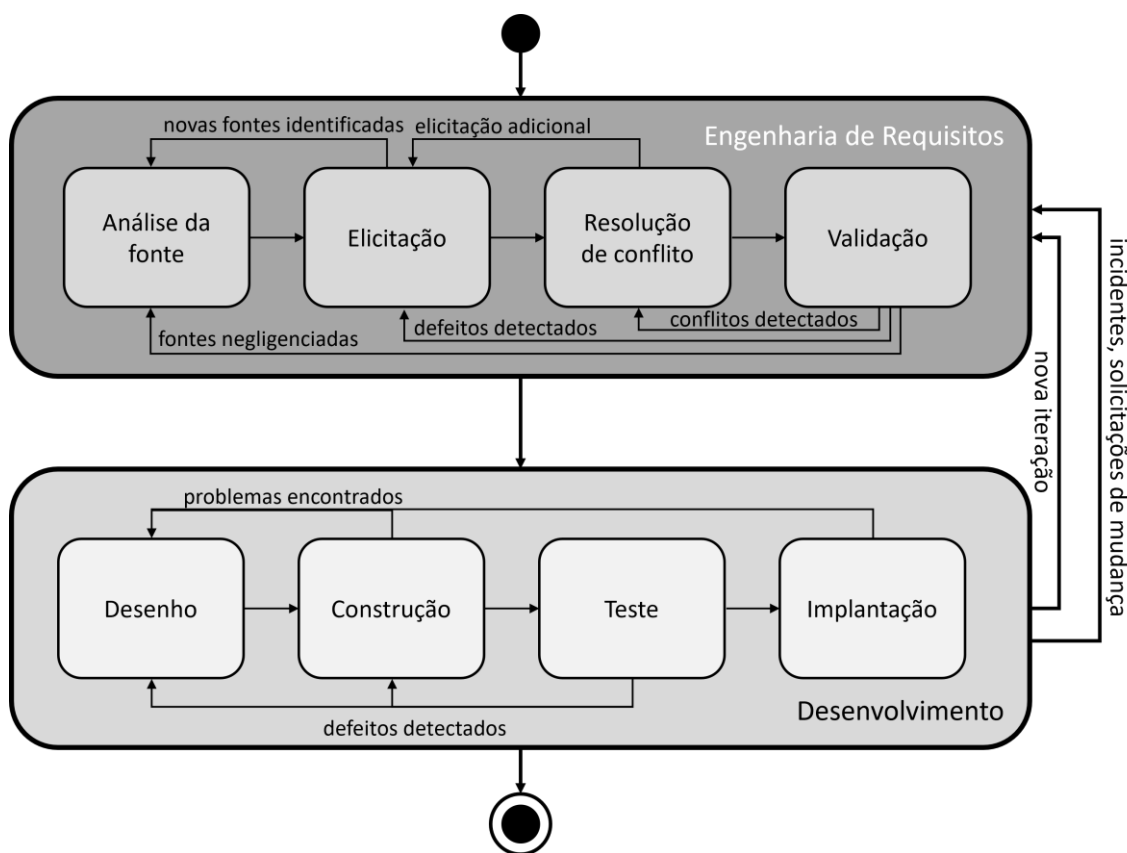 novas fontes identificadas
elicitação adicional
Engenharia de Requisitos
Análise da
fonte
Elicitação
Resolução
de conflito
Validação
fontes negligenciadas
defeitos detectados
conflitos detectados
incidentes, solicitações de mudança
nova iteração
problemas encontrados
Desenho
Construção
Teste
Implantação
defeitos detectados
Desenvolvimento